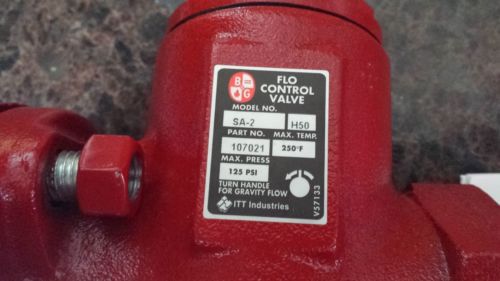 B G
FLO
CONTROL
VALVE
MODEL NO.
SA-2 H50
PART NO. MAX. TEMP.
107021 250°F
MAX. PRESS
125 PSI
TURN HANDLE
FOR GRAVITY FLOW
ITT Industries
V57133